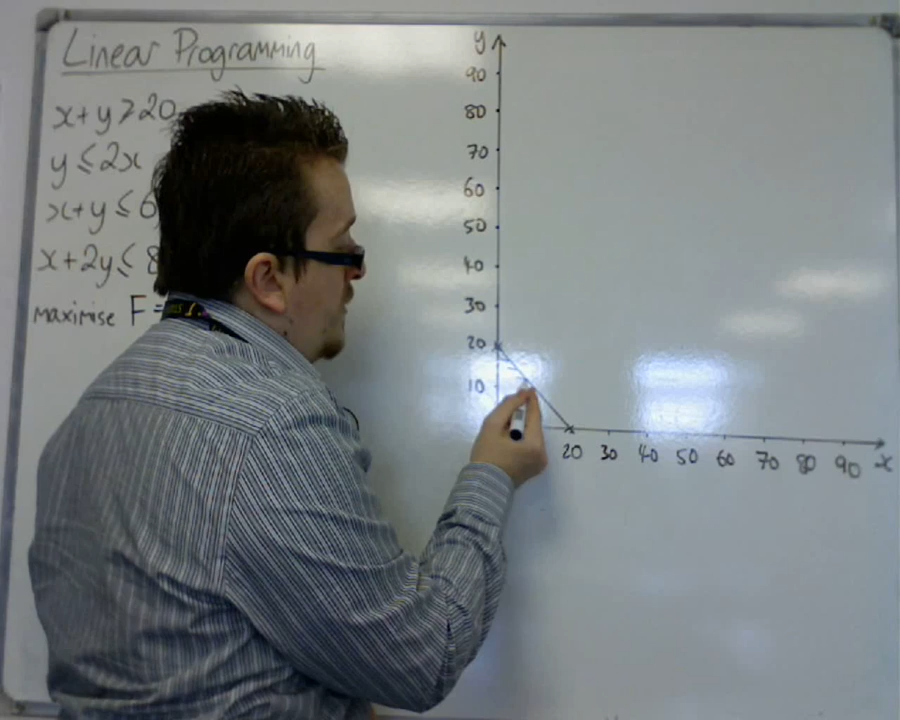 Linear Programming
x+y⩾20
y⩽2x
x+y⩽6
x+2y⩽8
maximise F=
y
90
80
70
60
50
40
30
20
10
20 30 40 50 60 70 80 90 x